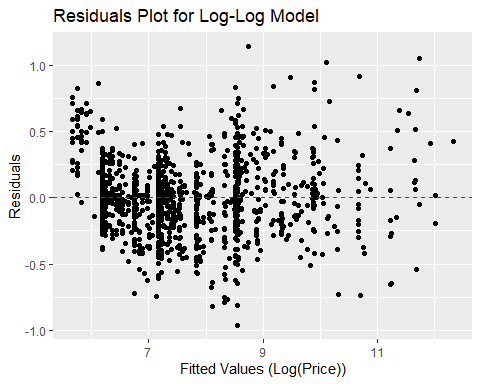 Residuals Plot for Log-Log Model
Residuals
1.0
0.5
0.0
-0.5
-1.0
7 9 11
Fitted Values (Log(Price))